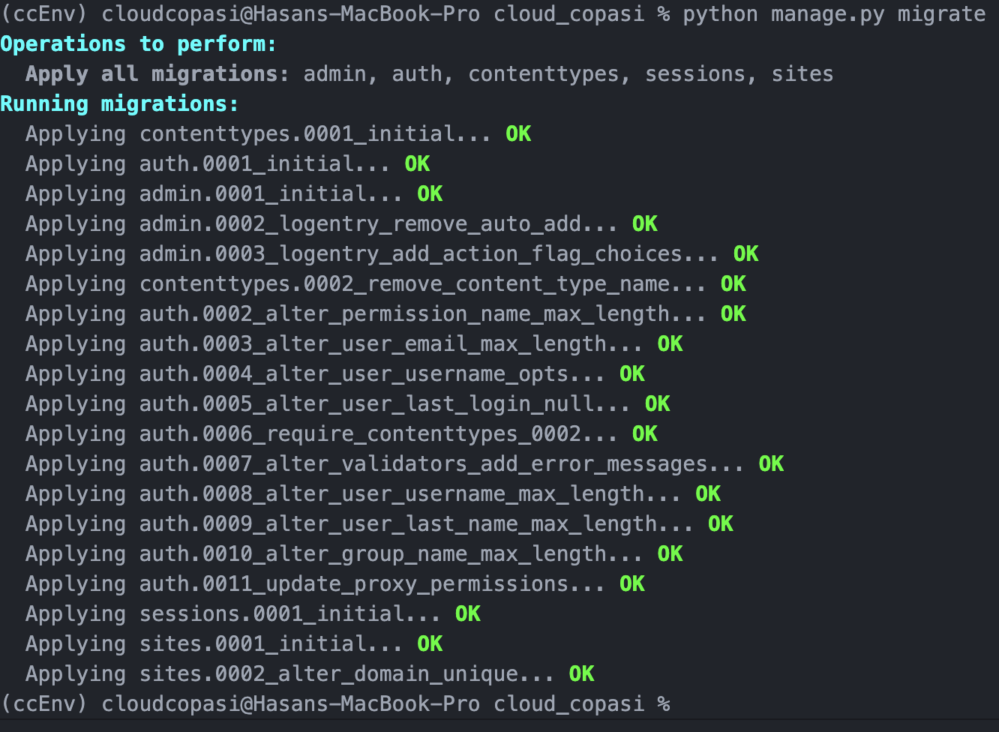 (ccEnv) cloudcopasi@Hasans-MacBook-Pro cloud_copasi % python manage.py migrate
Operations to perform:
  Apply all migrations: admin, auth, contenttypes, sessions, sites
Running migrations:
  Applying contenttypes.0001_initial... OK
  Applying auth.0001_initial... OK
  Applying admin.0001_initial... OK
  Applying admin.0002_logentry_remove_auto_add... OK
  Applying admin.0003_logentry_add_action_flag_choices... OK
  Applying contenttypes.0002_remove_content_type_name... OK
  Applying auth.0002_alter_permission_name_max_length... OK
  Applying auth.0003_alter_user_email_max_length... OK
  Applying auth.0004_alter_user_username_opts... OK
  Applying auth.0005_alter_user_last_login_null... OK
  Applying auth.0006_require_contenttypes_0002... OK
  Applying auth.0007_alter_validators_add_error_messages... OK
  Applying auth.0008_alter_user_username_max_length... OK
  Applying auth.0009_alter_user_last_name_max_length... OK
  Applying auth.0010_alter_group_name_max_length... OK
  Applying auth.0011_update_proxy_permissions... OK
  Applying sessions.0001_initial... OK
  Applying sites.0001_initial... OK
  Applying sites.0002_alter_domain_unique... OK
(ccEnv) cloudcopasi@Hasans-MacBook-Pro cloud_copasi %